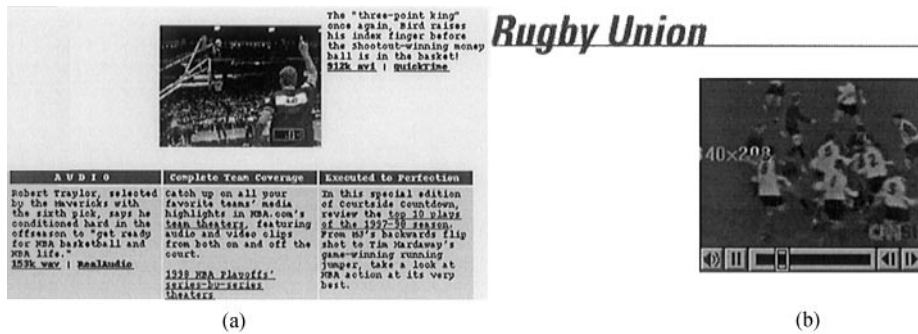 The "three-point king"
once again, Bird raises
his index finger before
the Shootout-winning money
ball is in the basket!
912k avi | QuickTime
AUDIO
Robert Traylor, selected
by the Mavericks with
the sixth pick, says he
conditioned hard in the
offseason to "get ready
for NBA basketball and
NBA life."
153k wav | RealAudio
Complete Team Coverage
Catch up on all your
favorite teams' media
highlights in NBA.com's
team theaters, featuring
audio and video clips
from both on and off the
court.
1998 NBA Playoffs'
series-by-series
theaters
Executed to Perfection
In this special edition
of Courtside Countdown,
review the top 10 plays
of the 1997-98 season.
From MJ's backwards flip
shot to Tim Hardaway's
game-winning running
jumper, take a look at
NBA action at its very
best.
(a)
Rugby Union
40×208
(b)